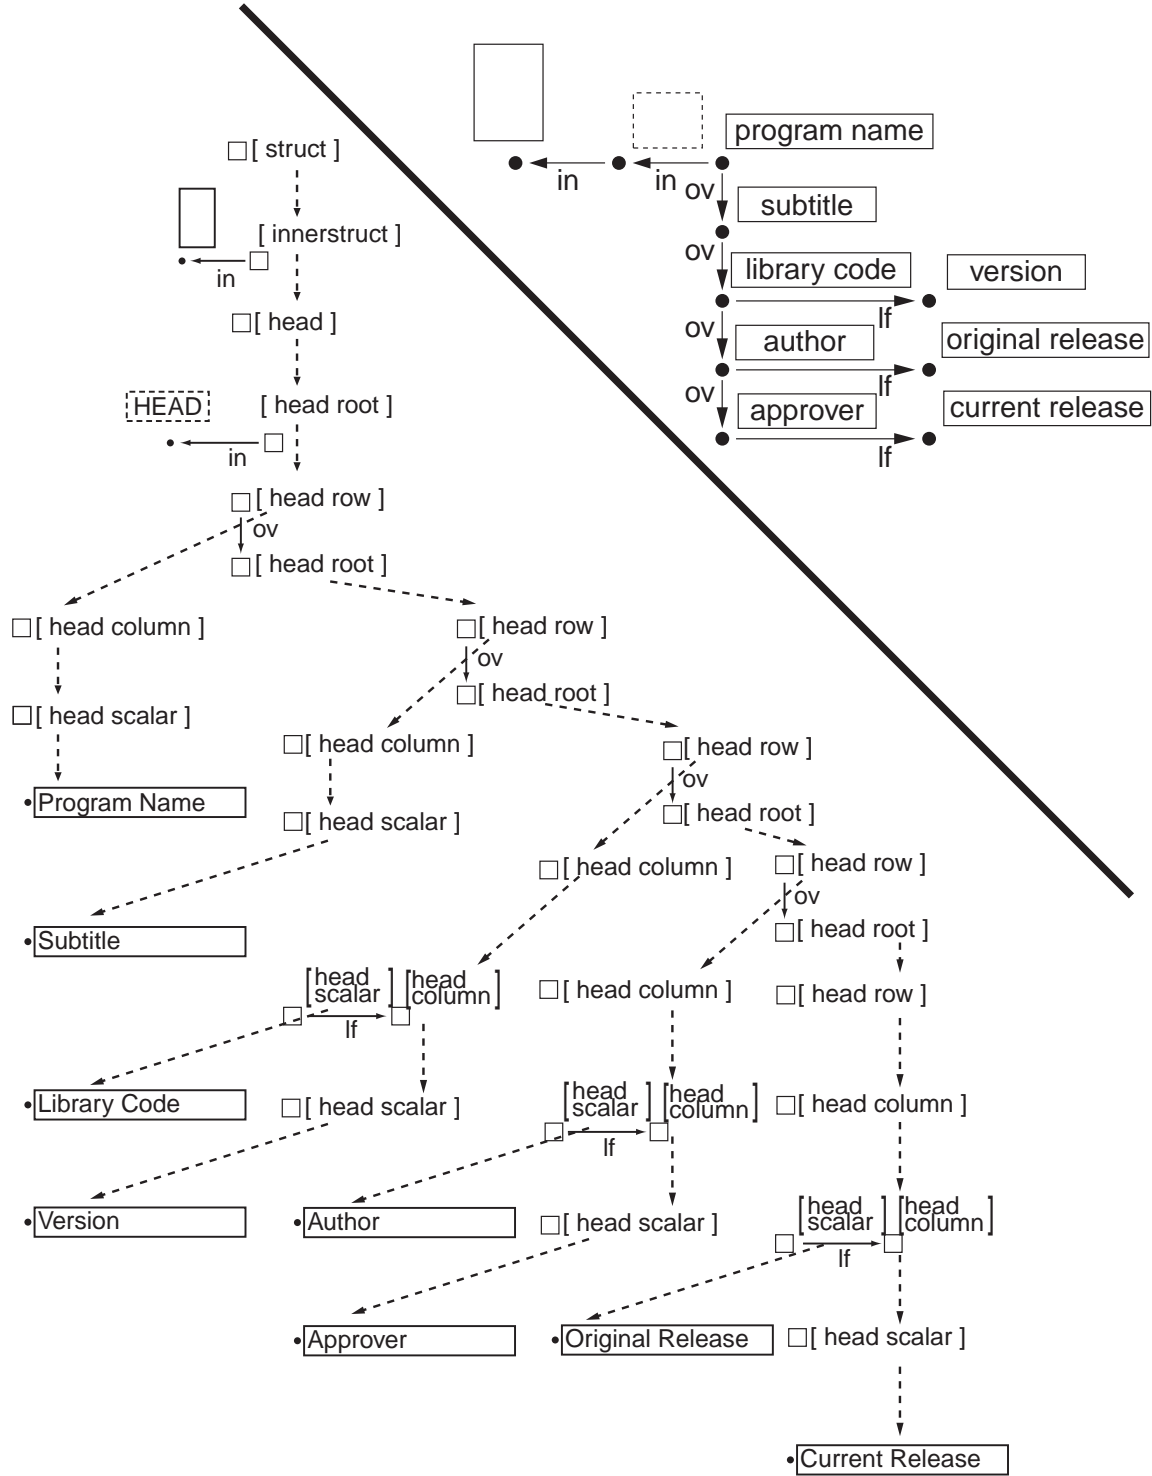 program name
in
in
ov
subtitle
ov
library code
version
lf
ov
author
original release
lf
ov
approver
current release
lf
[ struct ]
[ innerstruct ]
in
[ head ]
HEAD
[ head root ]
in
[ head row ]
ov
[ head root ]
[ head column ]
[ head row ]
ov
[ head root ]
[ head scalar ]
[ head column ]
[ head row ]
ov
Program Name
[ head scalar ]
[ head root ]
[ head column ]
[ head row ]
ov
Subtitle
[ head root ]
[head
scalar]
[head
column]
lf
[ head column ]
[ head row ]
Library Code
[ head scalar ]
[head
scalar]
[head
column]
lf
[ head column ]
Version
Author
[ head scalar ]
[head
scalar]
[head
column]
lf
Approver
Original Release
[ head scalar ]
Current Release